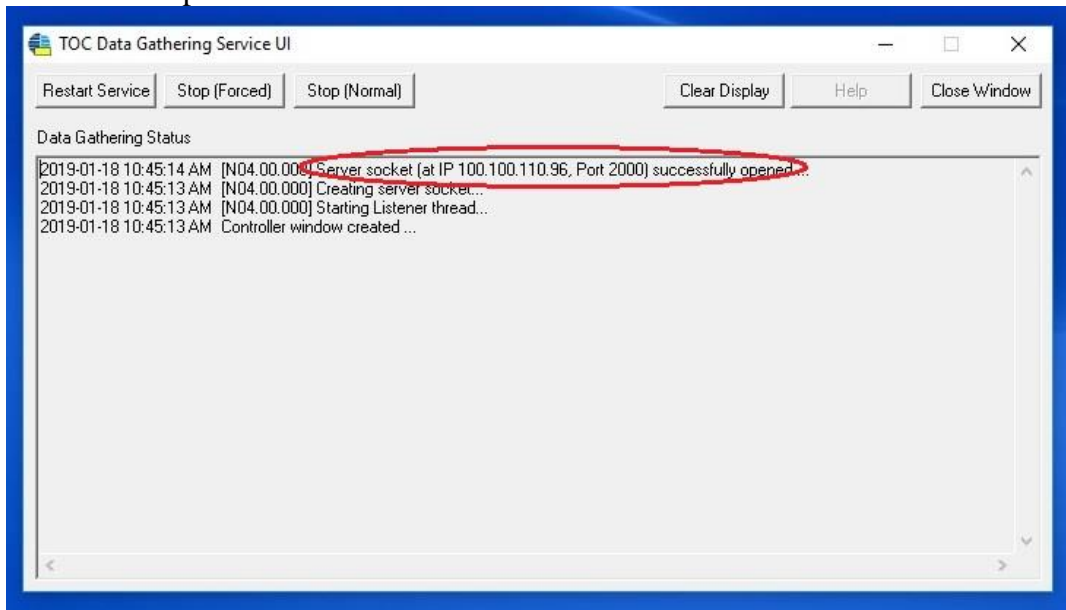 TOC Data Gathering Service UI
Restart Service Stop (Forced) Stop (Normal) Clear Display Help Close Window
Data Gathering Status
2019-01-18 10:45:14 AM [N04.00.000] Server socket (at IP 100.100.110.96, Port 2000) successfully opened ...
2019-01-18 10:45:13 AM [N04.00.000] Creating server socket...
2019-01-18 10:45:13 AM [N04.00.000] Starting Listener thread...
2019-01-18 10:45:13 AM Controller window created ...